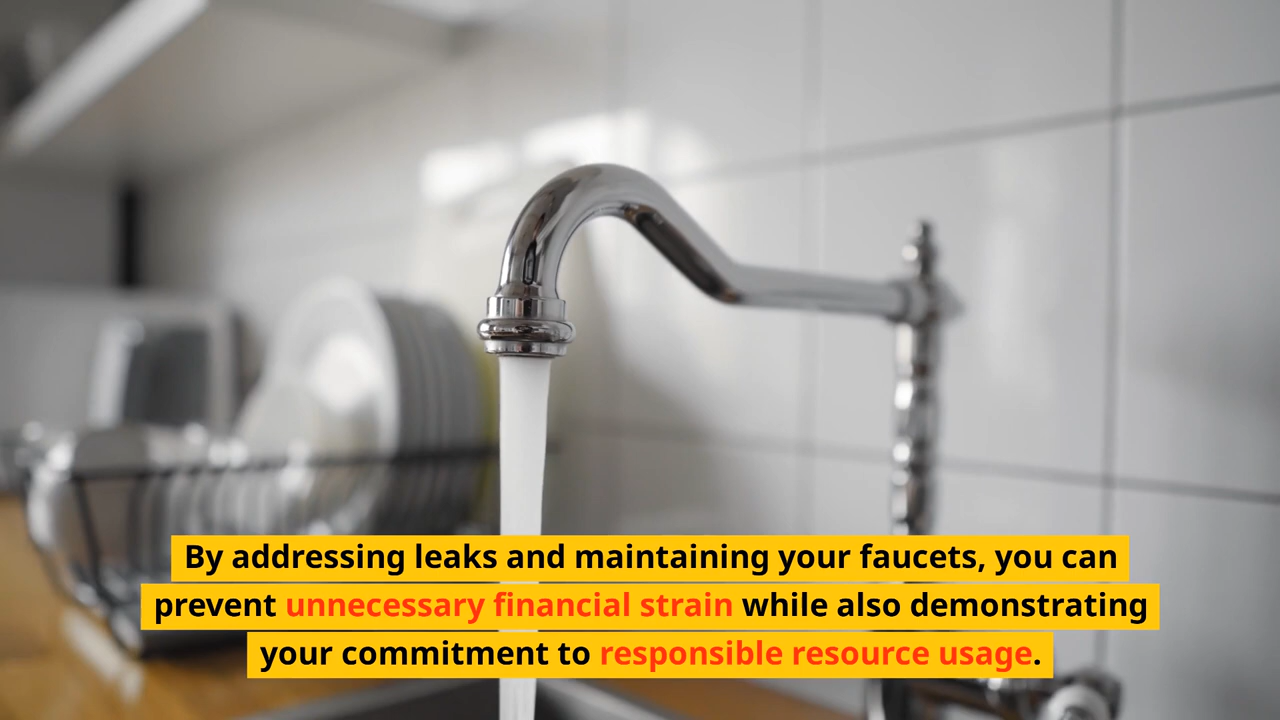 By addressing leaks and maintaining your faucets, you can
prevent unnecessary financial strain while also demonstrating
your commitment to responsible resource usage.